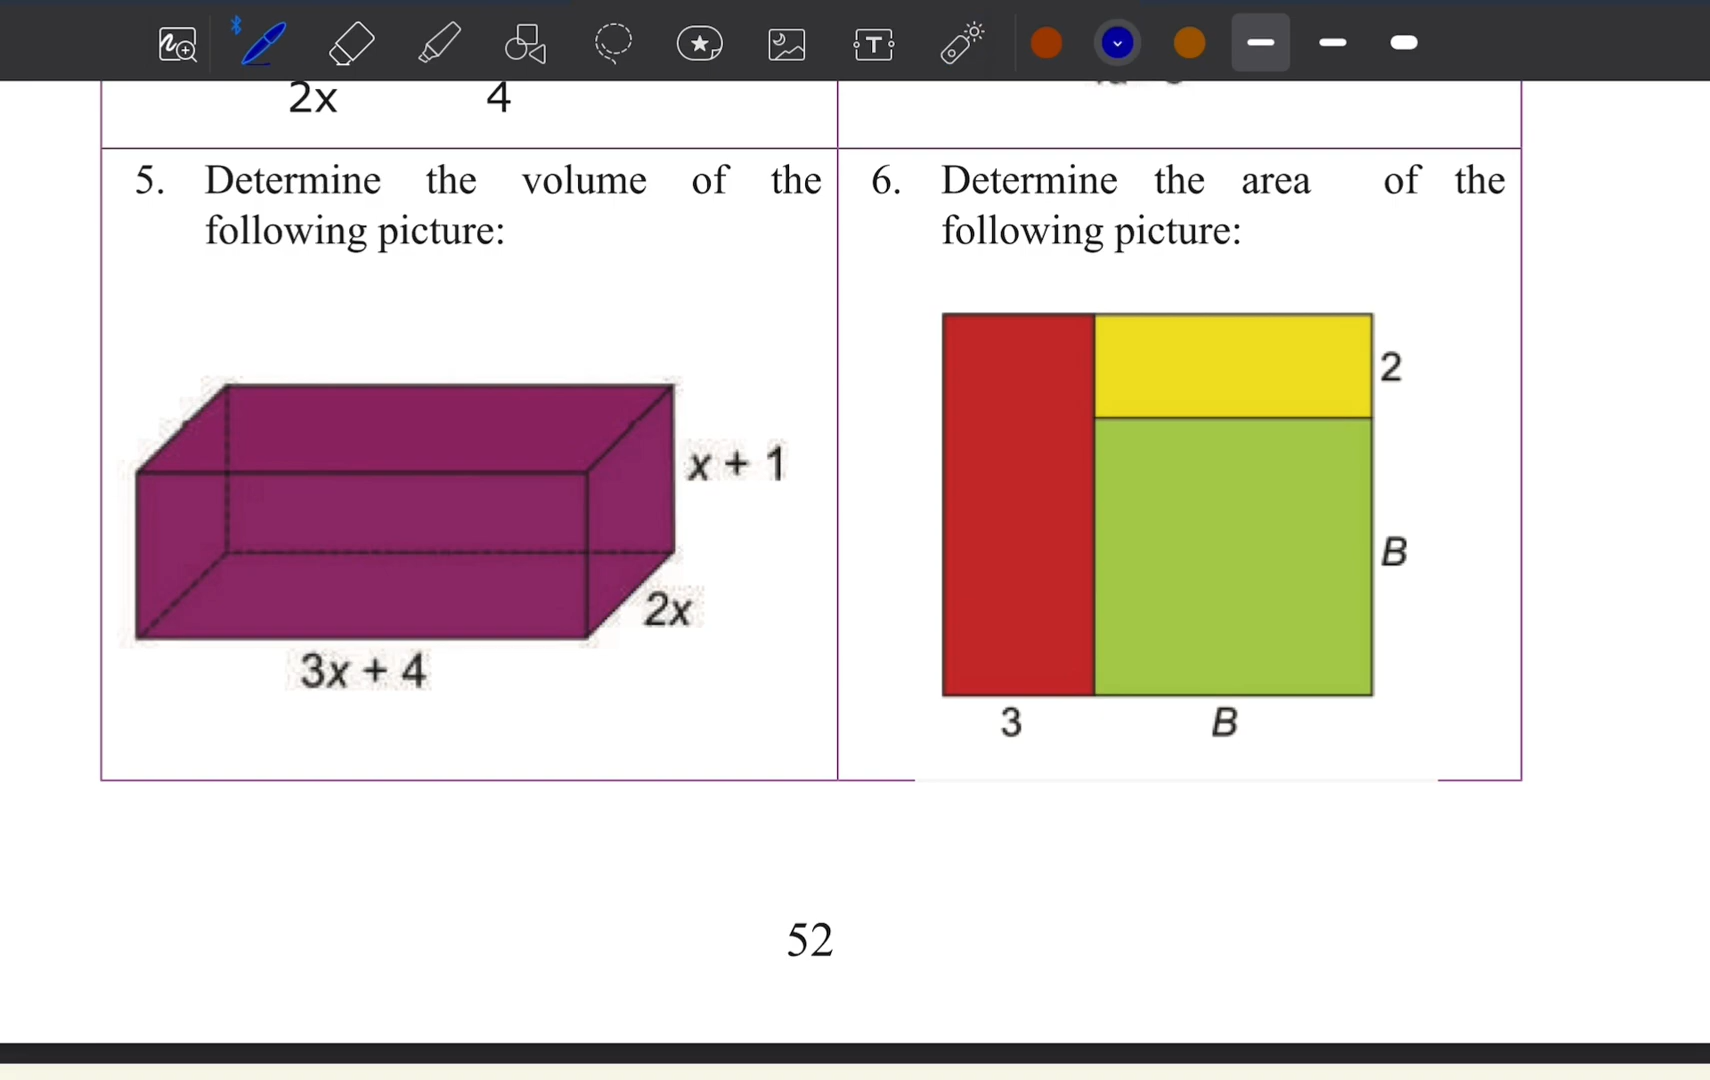 2x 4
5. Determine the volume of the
following picture:
x + 1
2x
3x + 4
6. Determine the area of the
following picture:
2
B
3 B
52